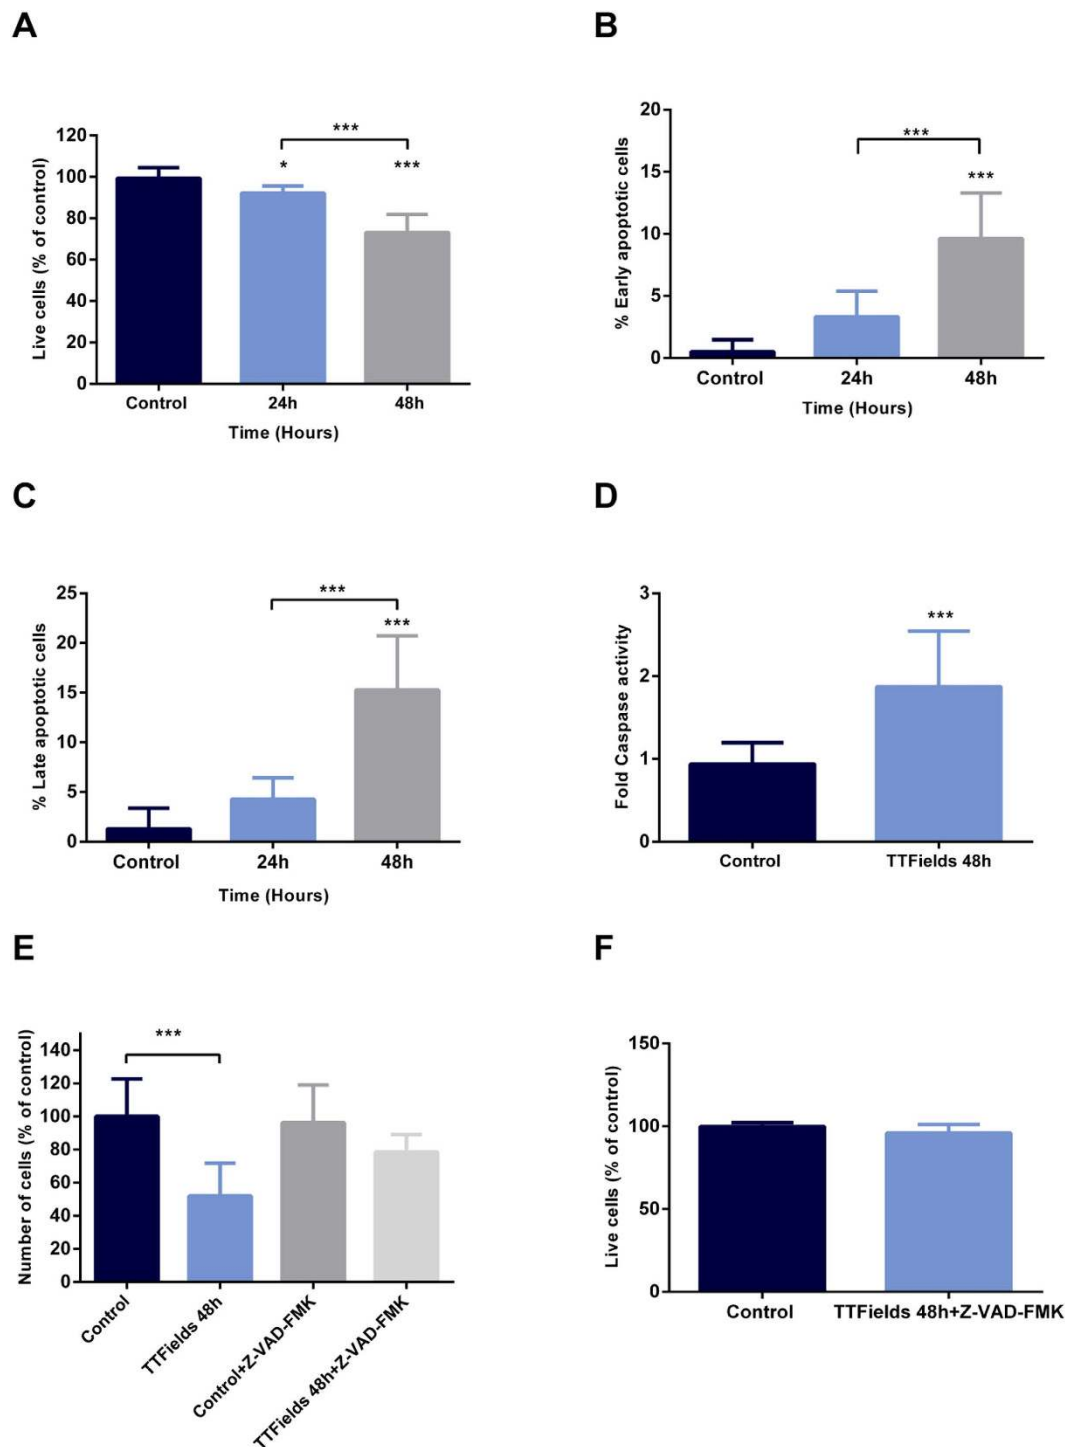 A
Live cells (% of control)
120
100
80
60
40
20
0
***
*
***
Control
24h
48h
Time (Hours)
B
% Early apoptotic cells
20
15
10
5
0
***
***
Control
24h
48h
Time (Hours)
C
% Late apoptotic cells
25
20
15
10
5
0
***
***
Control
24h
48h
Time (Hours)
D
Fold Caspase activity
3
2
1
0
***
Control
TTFields 48h
E
Number of cells (% of control)
140
120
100
80
60
40
20
0
***
Control
TTFields 48h
Control+Z-VAD-FMK
TTFields 48h+Z-VAD-FMK
F
Live cells (% of control)
150
100
50
0
Control
TTFields 48h+Z-VAD-FMK